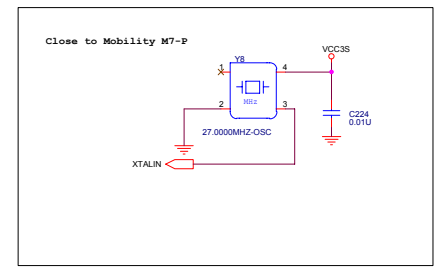 Close to Mobility M7-P
VCC3S
Y8
1
4
MHz
2
3
C224
0.01U
27.0000MHZ-OSC
XTALIN